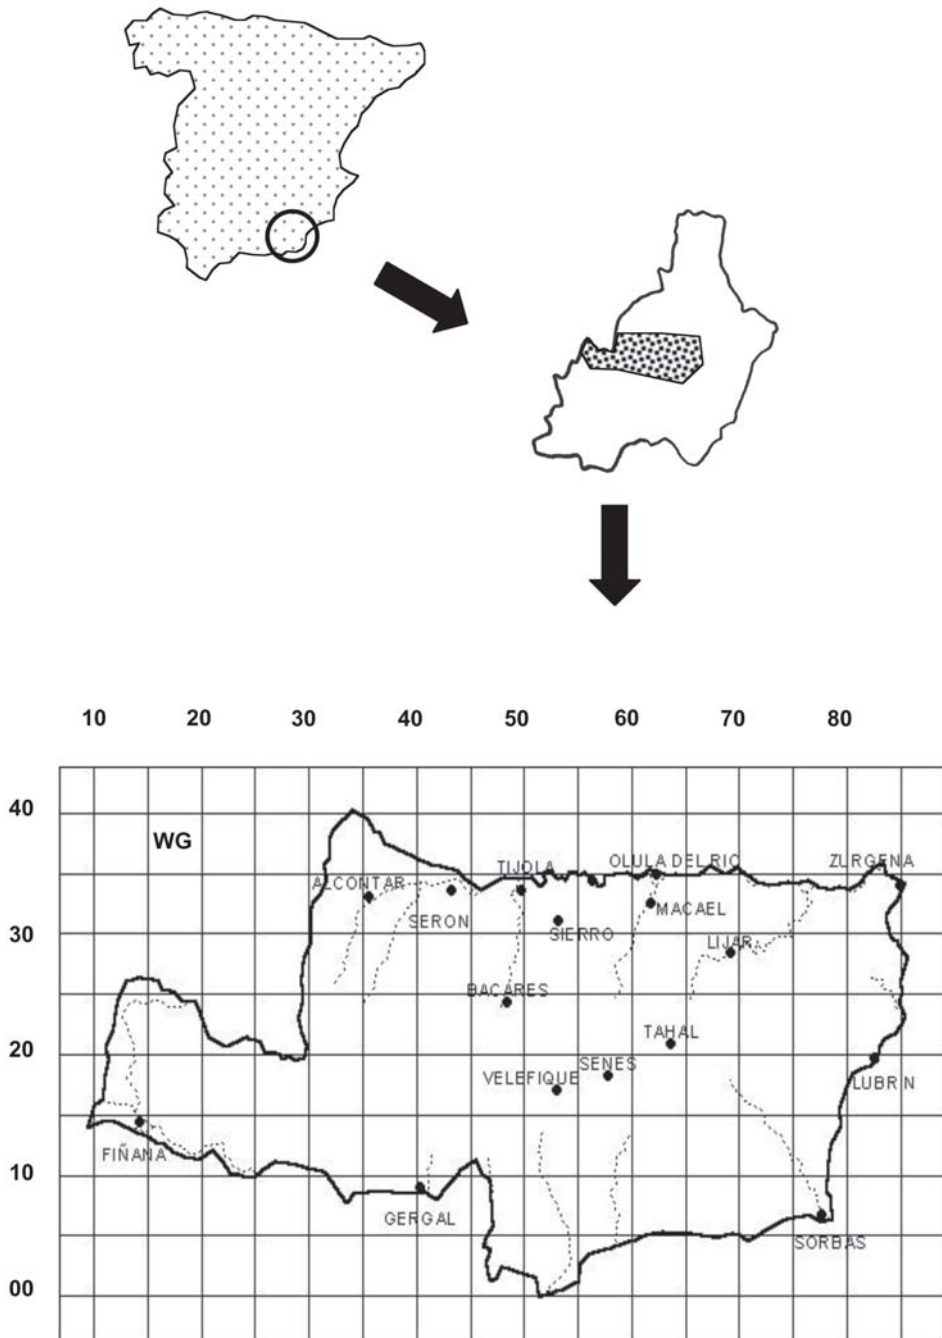 10 20 30 40 50 60 70 80
40
WG
TIJOLA OLULA DEL RIO ZURGENA
ALCONTAR
SERON MACAEL
SIERRO
30
LIJAR
BACARES
TAHAL
20
SENES
VELEFIQUE LUBRIN
FIÑANA
10
GERGAL
SORBAS
00